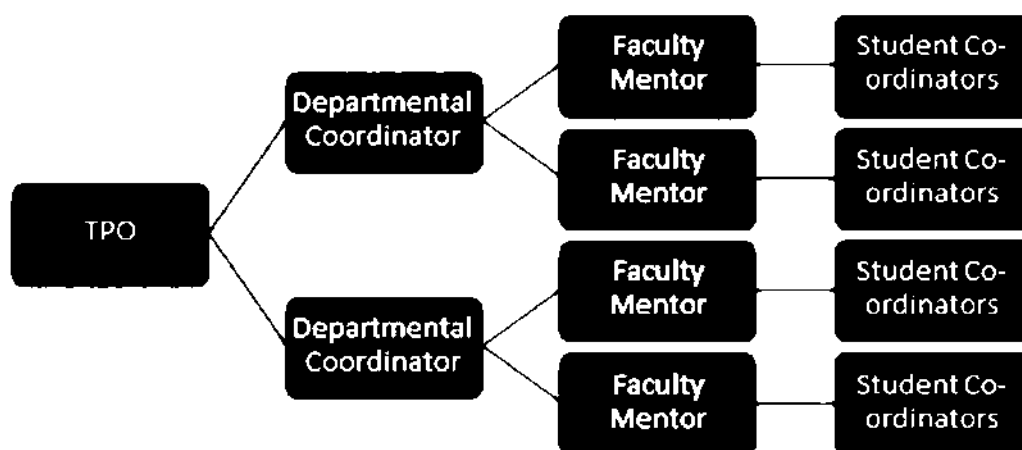 TPO
Departmental
Coordinator
Departmental
Coordinator
Faculty
Mentor
Faculty
Mentor
Faculty
Mentor
Faculty
Mentor
Student Co-
ordinators
Student Co-
ordinators
Student Co-
ordinators
Student Co-
ordinators